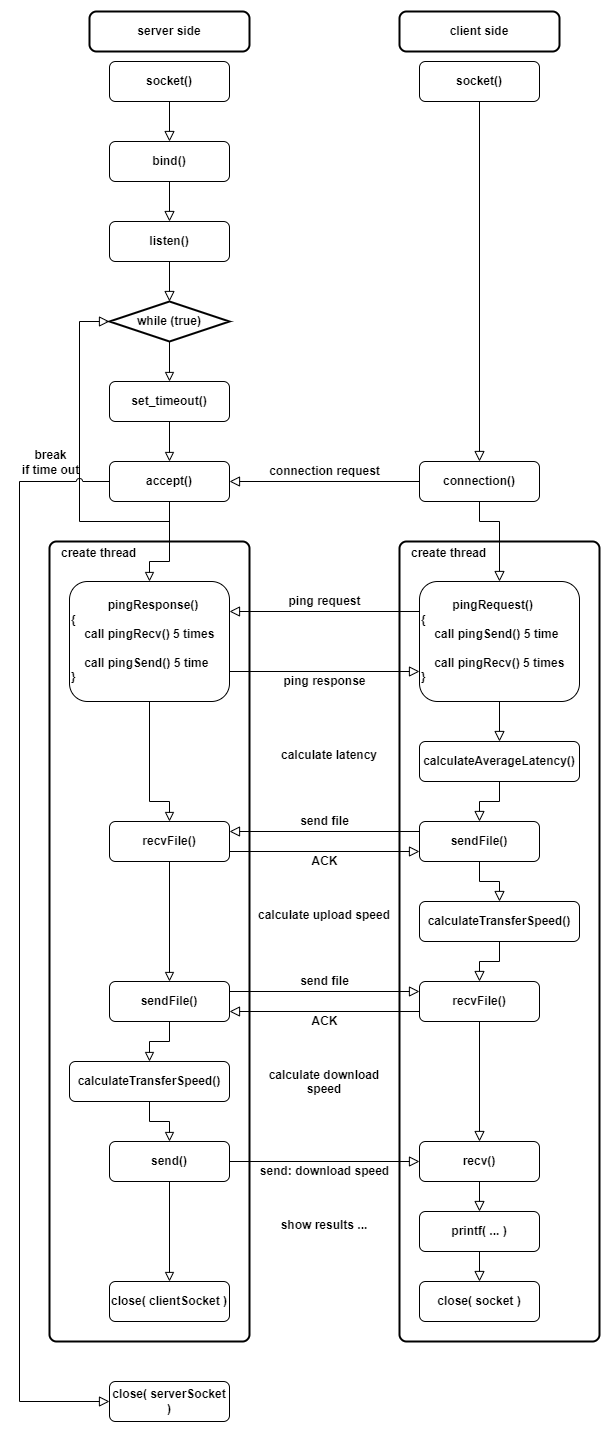 server side
client side
socket()
socket()
bind()
listen()
while (true)
set_timeout()
break
if time out
accept()
connection request
connection()
create thread
create thread
pingResponse()
{
call pingRecv() 5 times
call pingSend() 5 time
}
ping request
ping response
pingRequest()
{
call pingSend() 5 time
call pingRecv() 5 times
}
calculate latency
calculateAverageLatency()
recvFile()
send file
ACK
sendFile()
calculate upload speed
calculateTransferSpeed()
sendFile()
send file
ACK
recvFile()
calculate download
speed
calculateTransferSpeed()
send()
send: download speed
recv()
show results ...
printf( ... )
close( clientSocket )
close( socket )
close( serverSocket
)